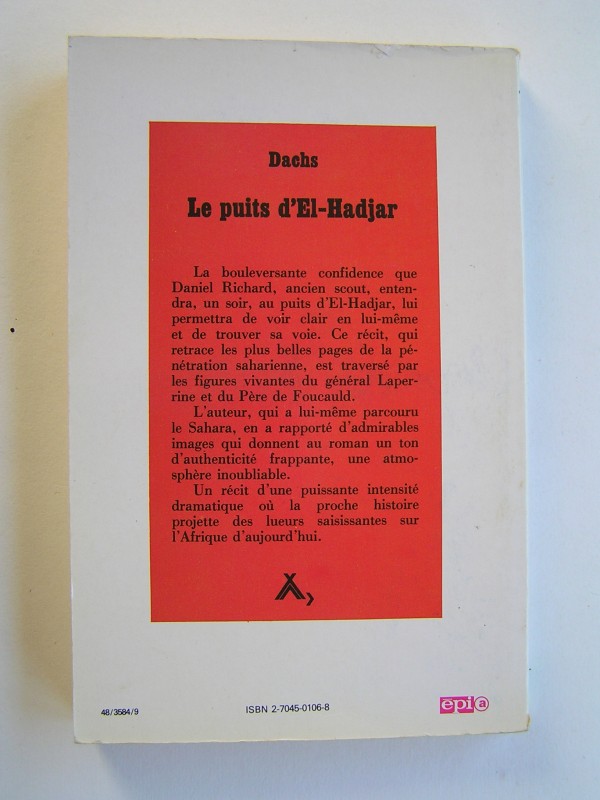 Dachs
Le puits d'El-Hadjar
La bouleversante confidence que
Daniel Richard, ancien scout, enten-
dra, un soir, au puits d'El-Hadjar, lui
permettra de voir clair en lui-même
et de trouver sa voie. Ce récit, qui
retrace les plus belles pages de la pé-
nétration saharienne, est traversé par
les figures vivantes du général Laper-
rine et du Père de Foucauld.
L'auteur, qui a lui-même parcouru
le Sahara, en a rapporté d'admirables
images qui donnent au roman un ton
d'authenticité frappante, une atmo-
sphère inoubliable.
Un récit d'une puissante intensité
dramatique où la proche histoire
projette des lueurs saisissantes sur
l'Afrique d'aujourd'hui.
48/3584/9
ISBN 2-7045-0106-8
epi a